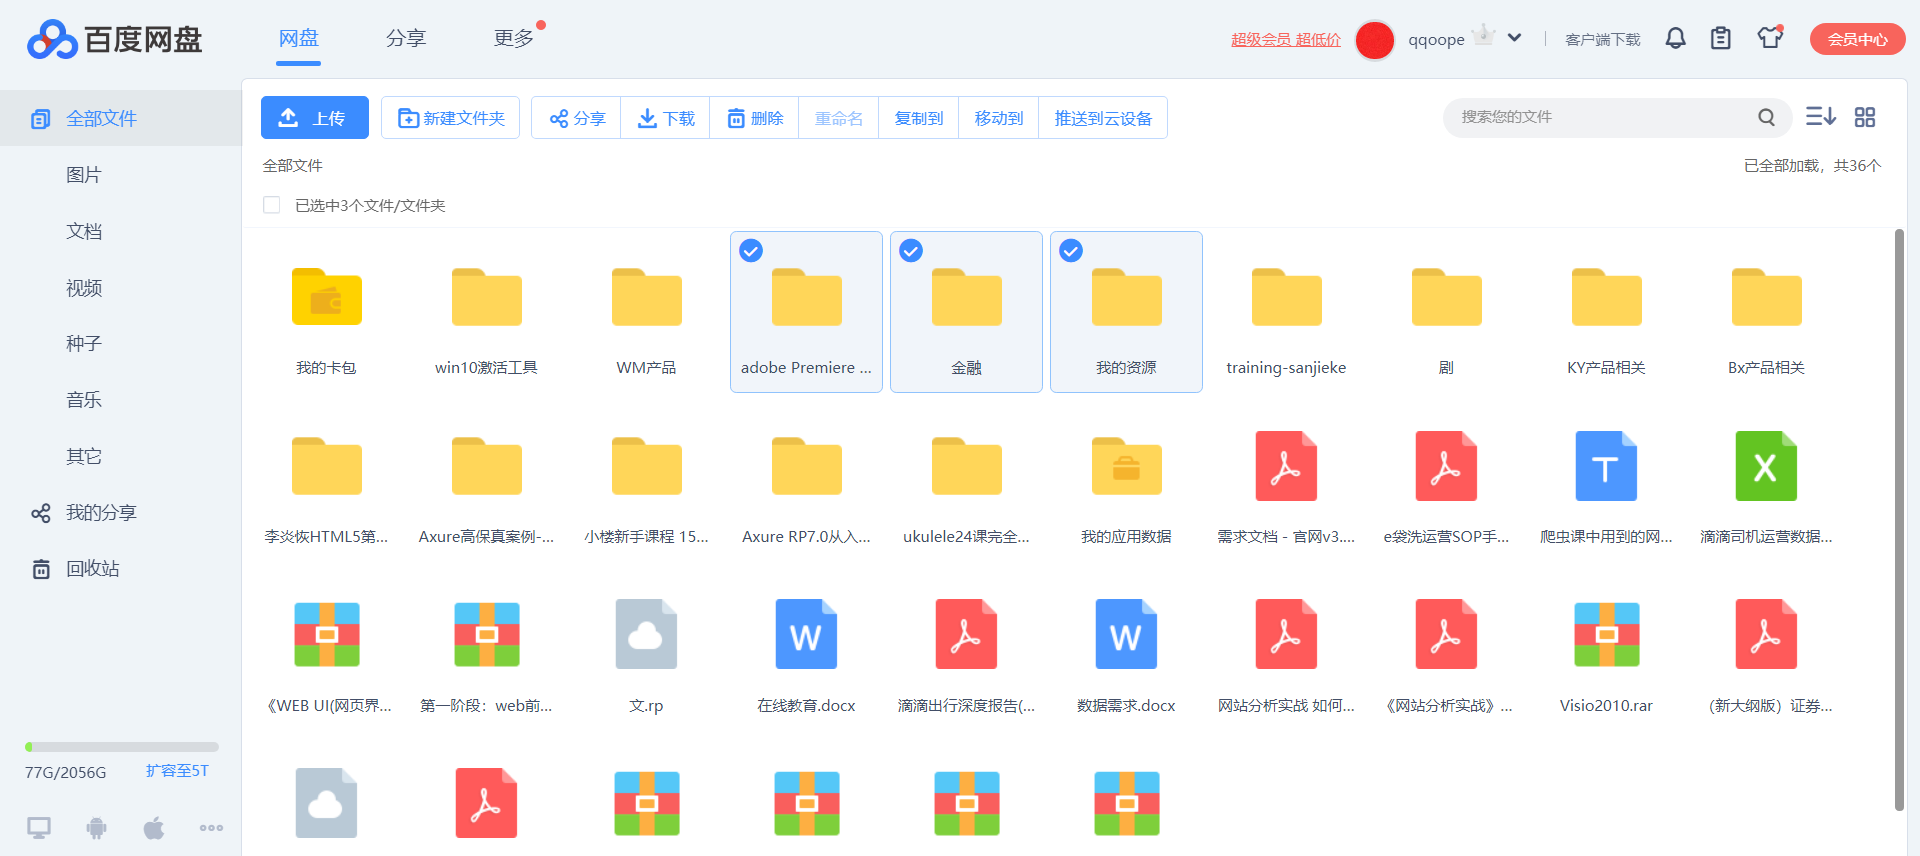 百度网盘
网盘
分享
更多
超级会员 超低价
qqoope
客户端下载
会员中心
全部文件
图片
文档
视频
种子
音乐
其它
我的分享
回收站
77G/2056G
扩容至5T
上传
新建文件夹
分享
下载
删除
重命名
复制到
移动到
推送到云设备
搜索您的文件
全部文件
已全部加载，共36个
已选中3个文件/文件夹
我的卡包
win10激活工具
WM产品
adobe Premiere ...
金融
我的资源
training-sanjieke
剧
KY产品相关
Bx产品相关
李炎恢HTML5第...
Axure高保真案例-...
小楼新手课程 15...
Axure RP7.0从入...
ukulele24课完全...
我的应用数据
需求文档 - 官网v3....
e袋洗运营SOP手...
爬虫课中用到的网...
滴滴司机运营数据...
《WEB UI(网页界...
第一阶段：web前...
文.rp
在线教育.docx
滴滴出行深度报告(...
数据需求.docx
网站分析实战 如何...
《网站分析实战》...
Visio2010.rar
（新大纲版）证券...